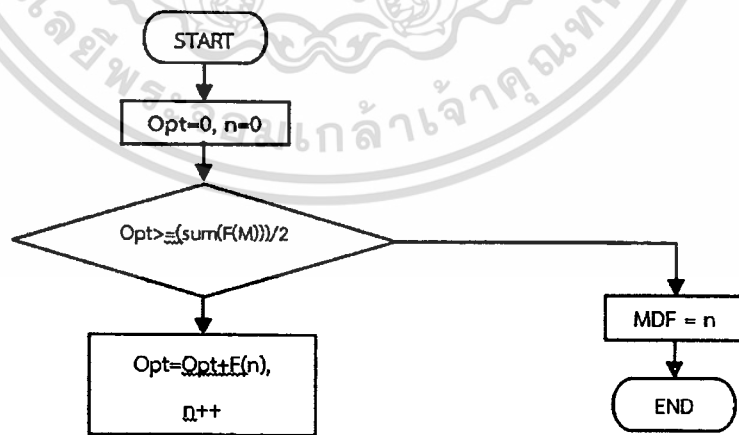 START
Opt=0, n=0
Opt>=(sum(F(M)))/2
Opt=Opt+F(n),
n++
MDF = n
END